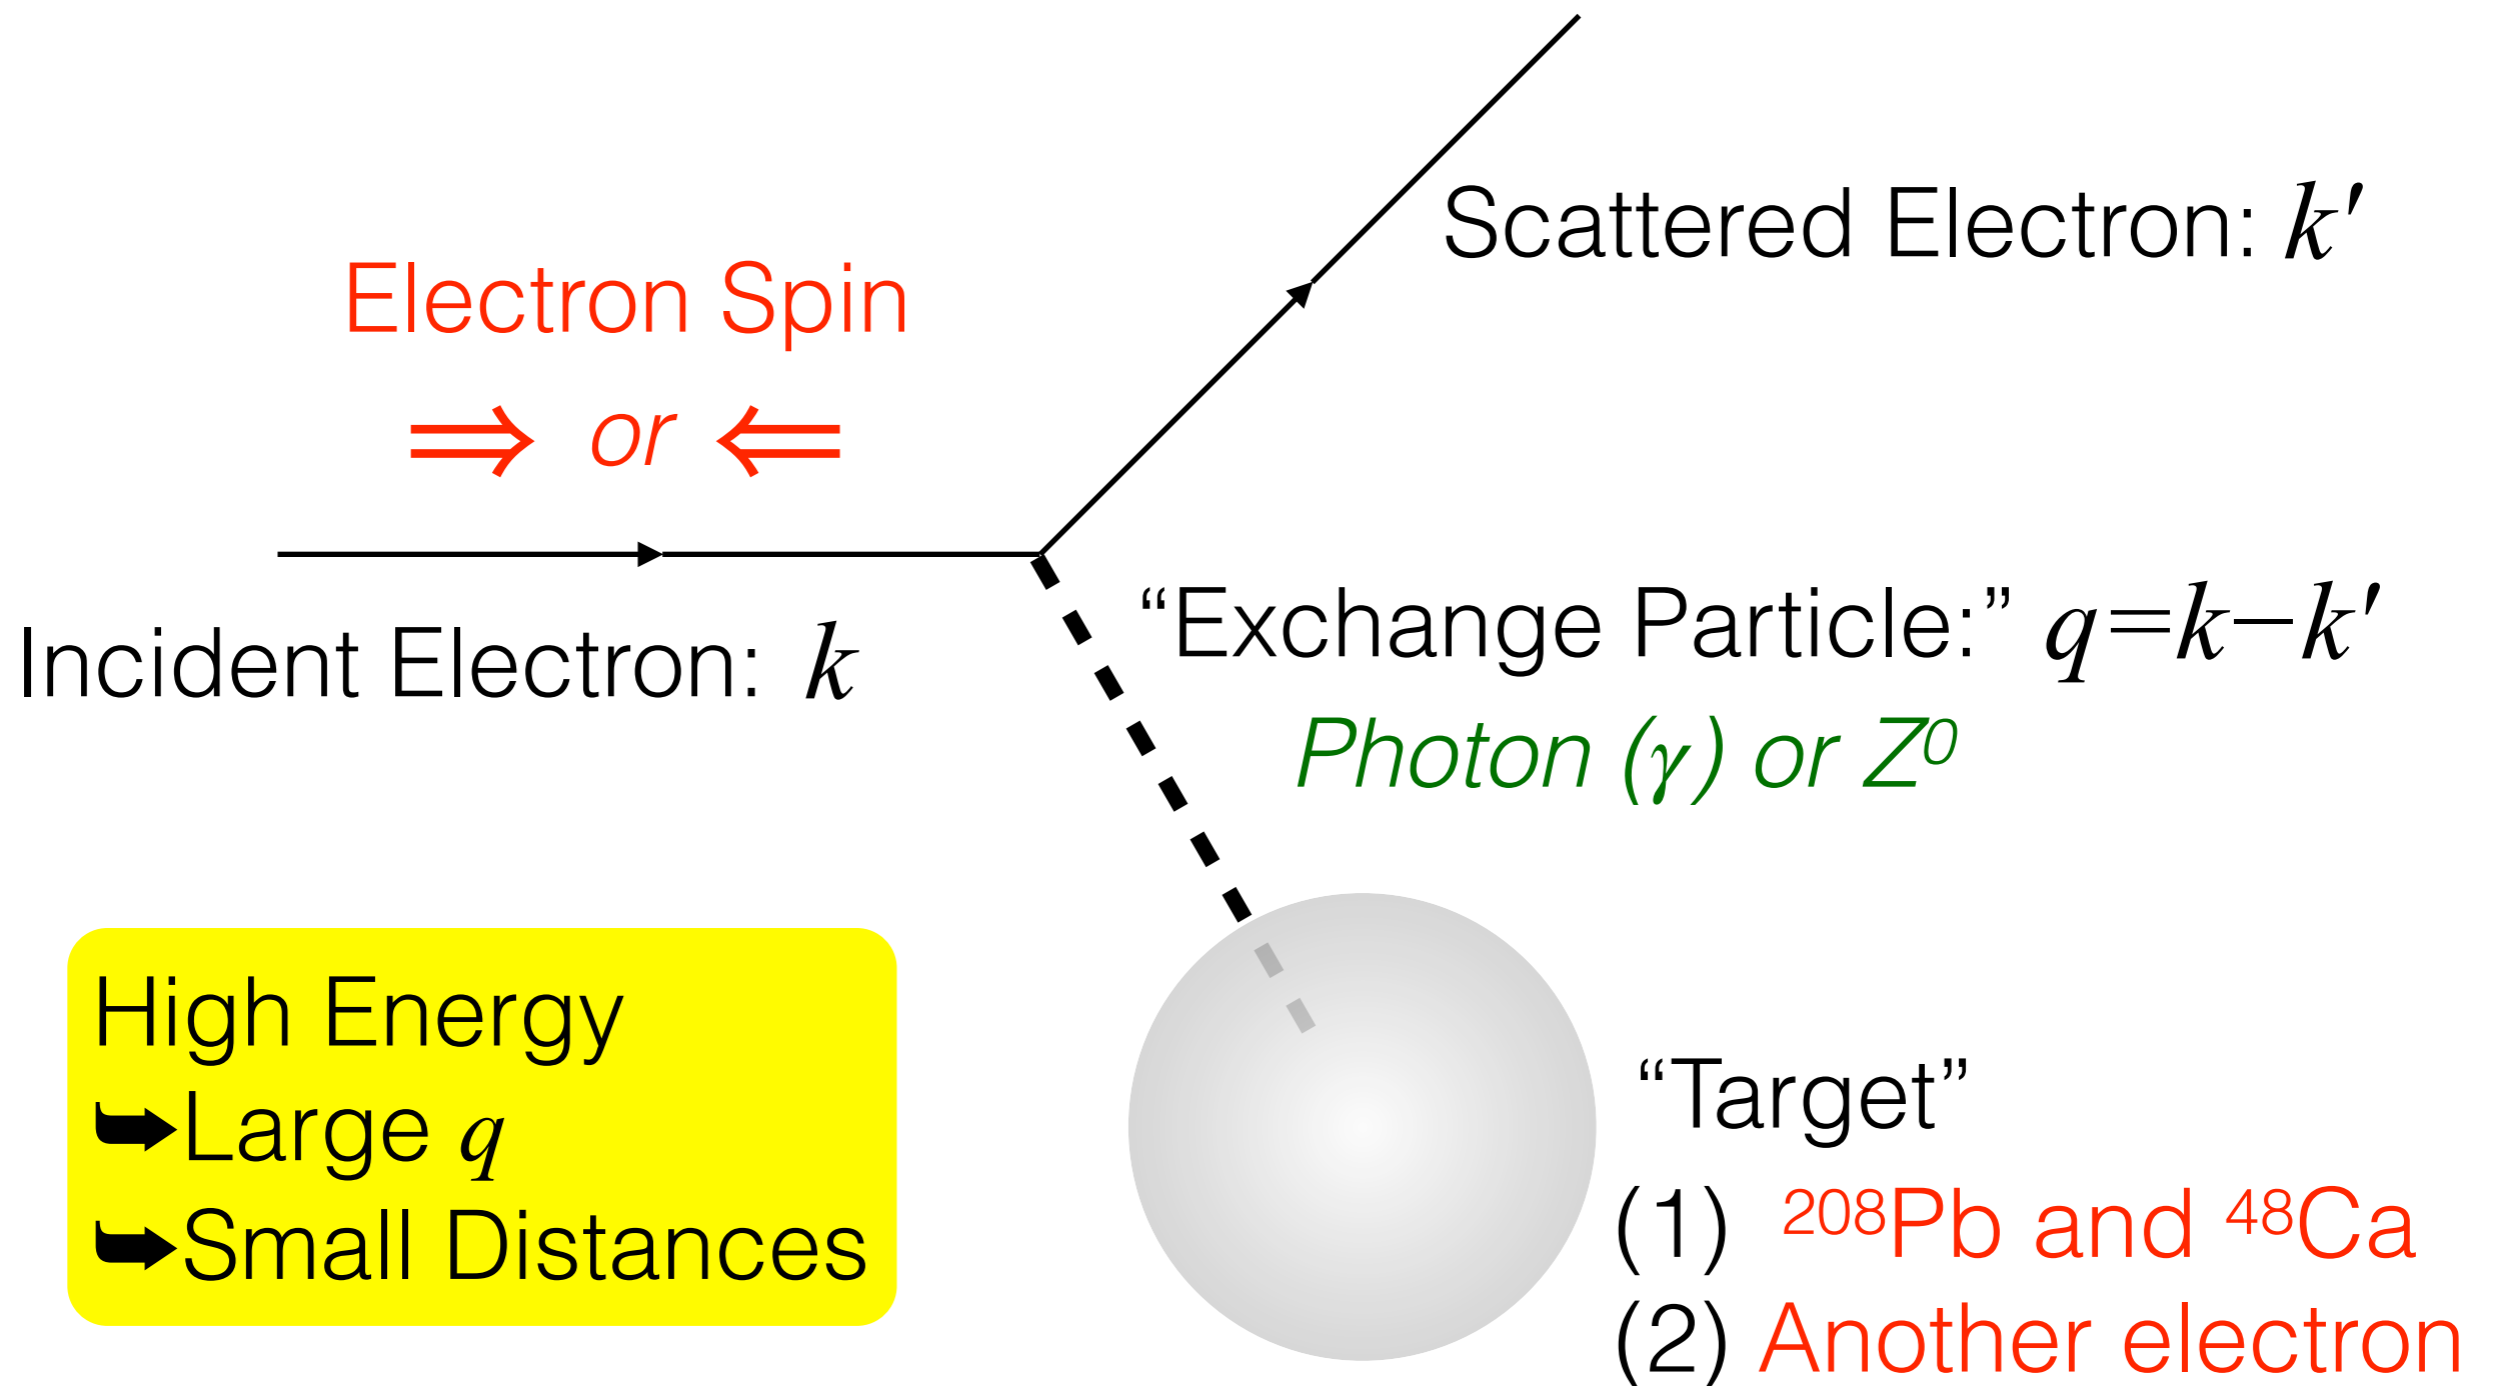 Scattered Electron: k′
Electron Spin
⇒ or ⇐
Incident Electron: k
“Exchange Particle:” q=k−k′
Photon (γ) or Z⁰
High Energy
➥Large q
➥Small Distances
“Target”
(1) ²⁰⁸Pb and ⁴⁸Ca
(2) Another electron